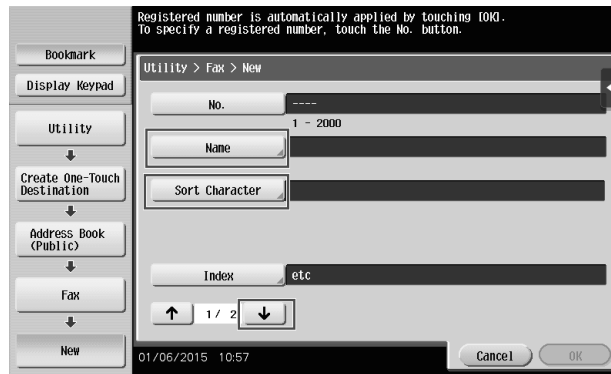 Registered number is automatically applied by touching [OK].
To specify a registered number, touch the No. button.
Bookmark
Display Keypad
Utility
Create One-Touch
Destination
Address Book
(Public)
Fax
New
Utility > Fax > New
No.
----
1 - 2000
Name
Sort Character
Index
etc
↑ 1/ 2 ↓
01/06/2015 10:57
Cancel
OK